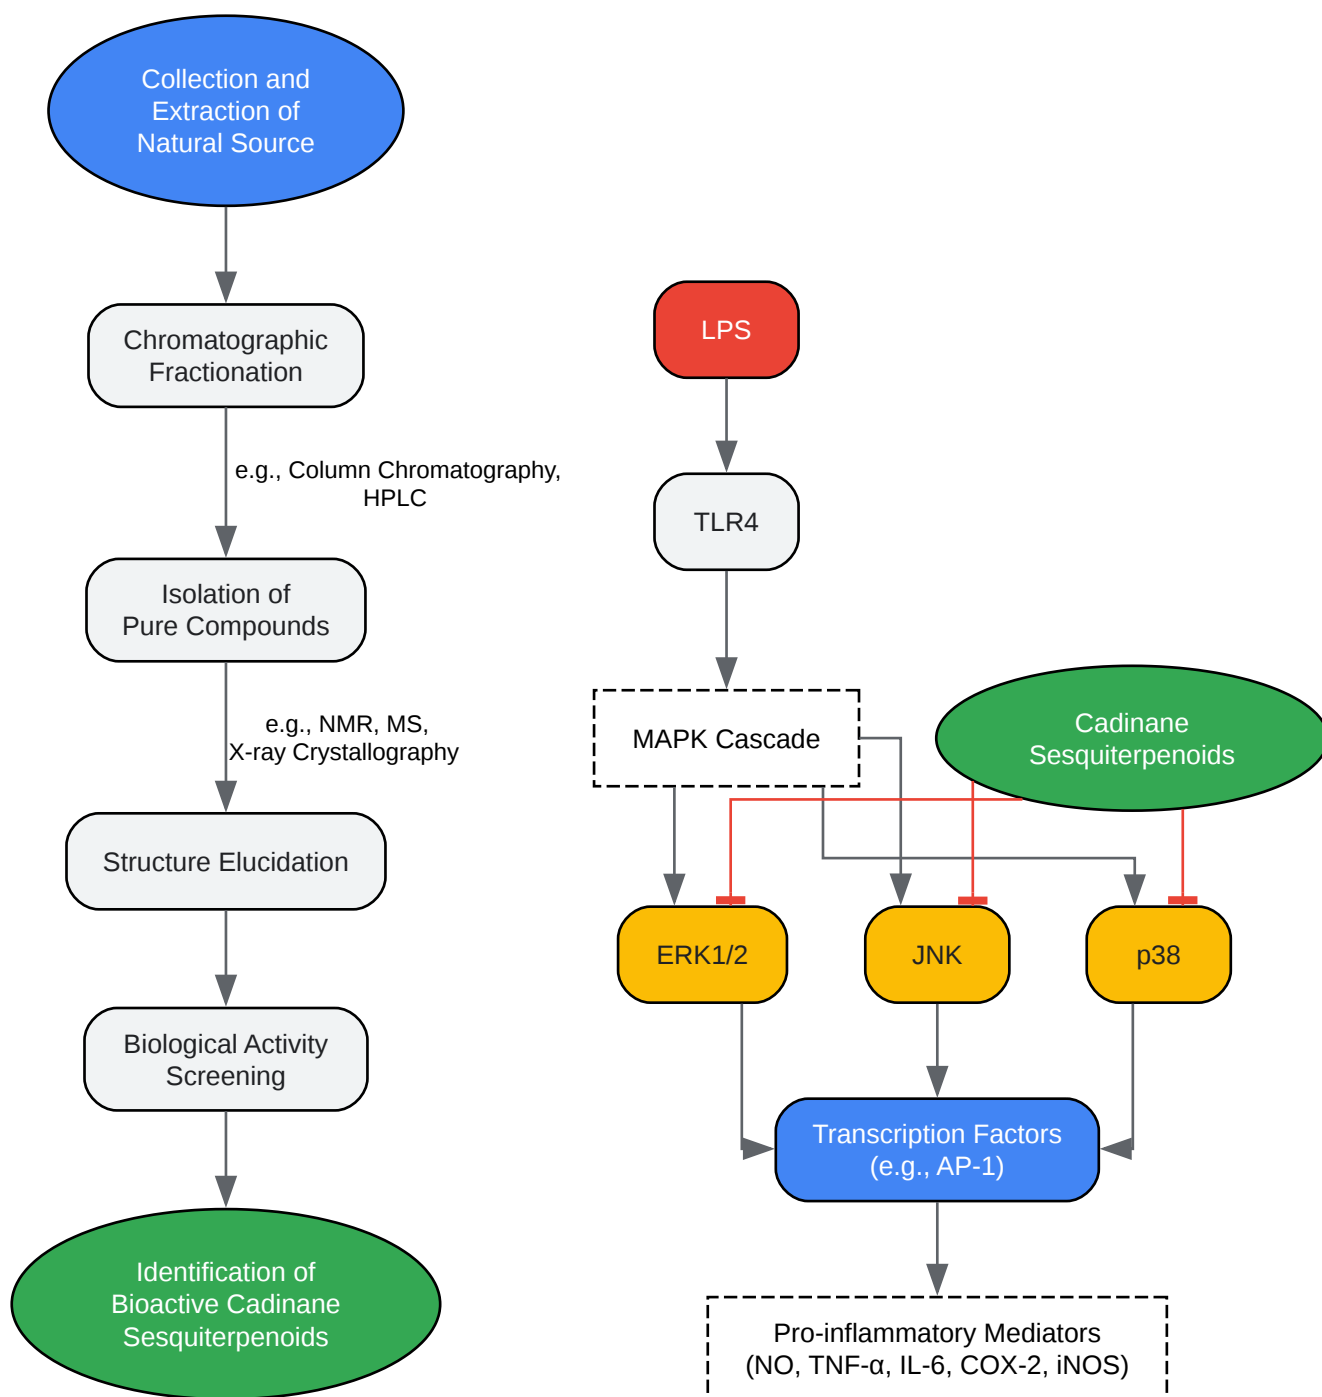 Collection and
Extraction of
Natural Source
Chromatographic
Fractionation
e.g., Column Chromatography,
HPLC
Isolation of
Pure Compounds
e.g., NMR, MS,
X-ray Crystallography
Structure Elucidation
Biological Activity
Screening
Identification of
Bioactive Cadinane
Sesquiterpenoids
LPS
TLR4
MAPK Cascade
Cadinane
Sesquiterpenoids
ERK1/2
JNK
p38
Transcription Factors
(e.g., AP-1)
Pro-inflammatory Mediators
(NO, TNF-α, IL-6, COX-2, iNOS)